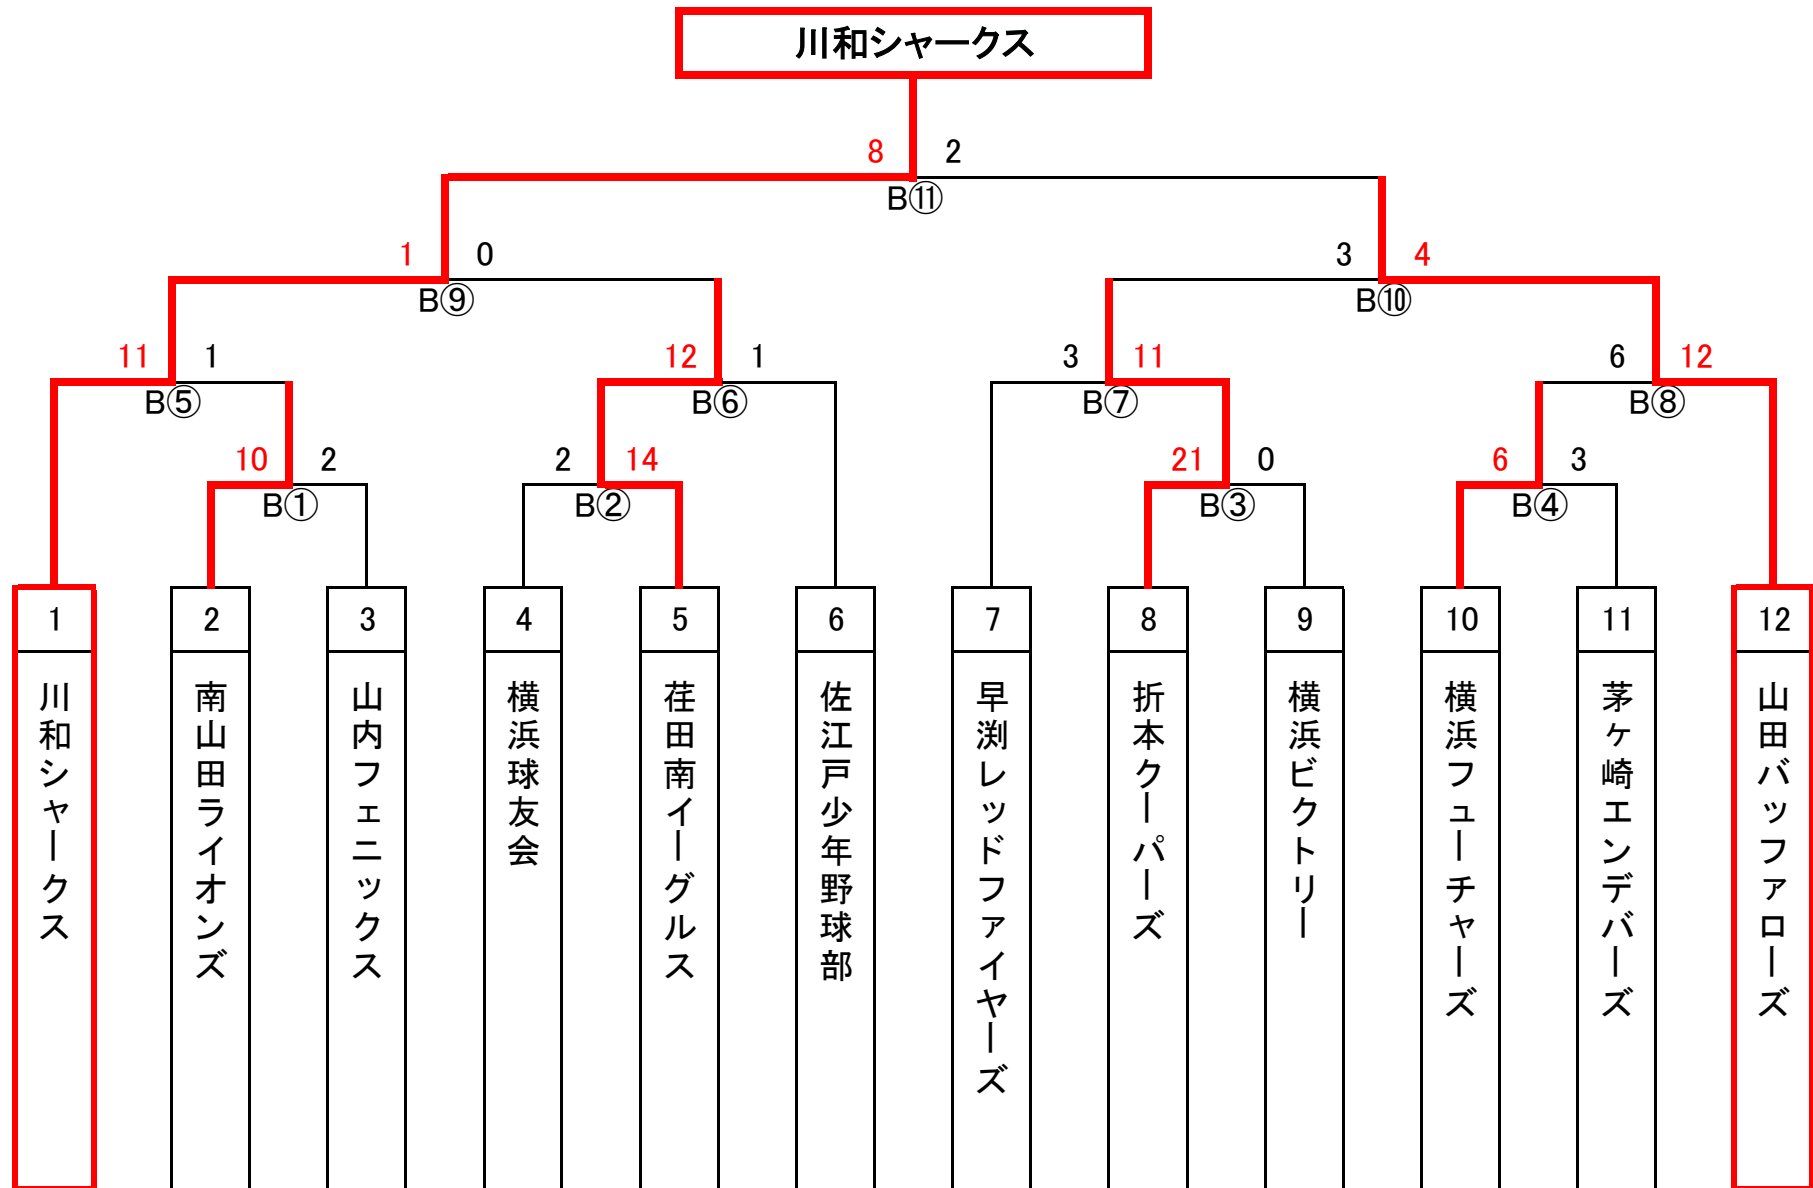 川和シャークス
8 2
B⑪
1 0 3 4
B⑨ B⑩
11 1 12 1 3 11 6 12
B⑤ B⑥ B⑦ B⑧
10 2 2 14 21 0 6 3
B① B② B③ B④
1 2 3 4 5 6 7 8 9 10 11 12
川和シャークス
南山田ライオンズ
山内フェニックス
横浜球友会
荏田南イーグルス
佐江戸少年野球部
早渕レッドファイヤーズ
折本クーパーズ
横浜ビクトリー
横浜フューチャーズ
茅ヶ崎エンデバーズ
山田バッファローズ